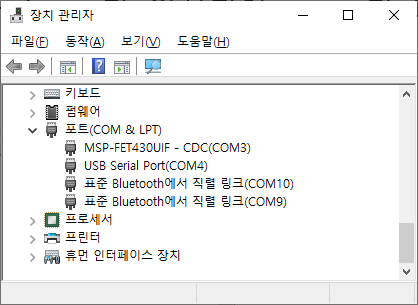 장치 관리자
파일(F) 동작(A) 보기(V) 도움말(H)
키보드
펌웨어
포트(COM & LPT)
MSP-FET430UIF - CDC(COM3)
USB Serial Port(COM4)
표준 Bluetooth에서 직렬 링크(COM10)
표준 Bluetooth에서 직렬 링크(COM9)
프로세서
프린터
휴먼 인터페이스 장치